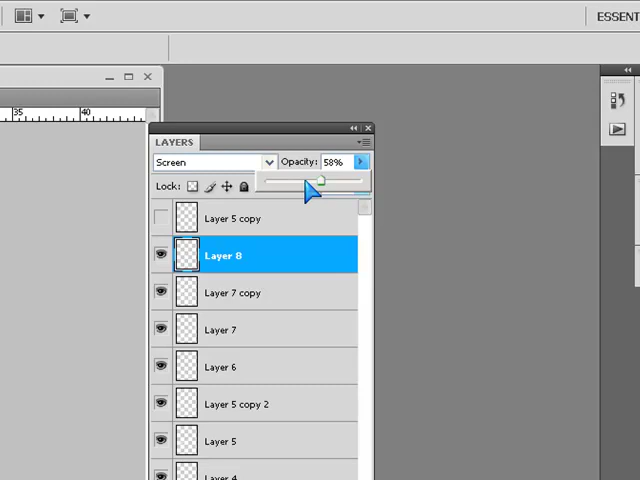 ESSENT
35 40
LAYERS
Screen Opacity: 58%
Lock:
Layer 5 copy
Layer 8
Layer 7 copy
Layer 7
Layer 6
Layer 5 copy 2
Layer 5
Layer 4